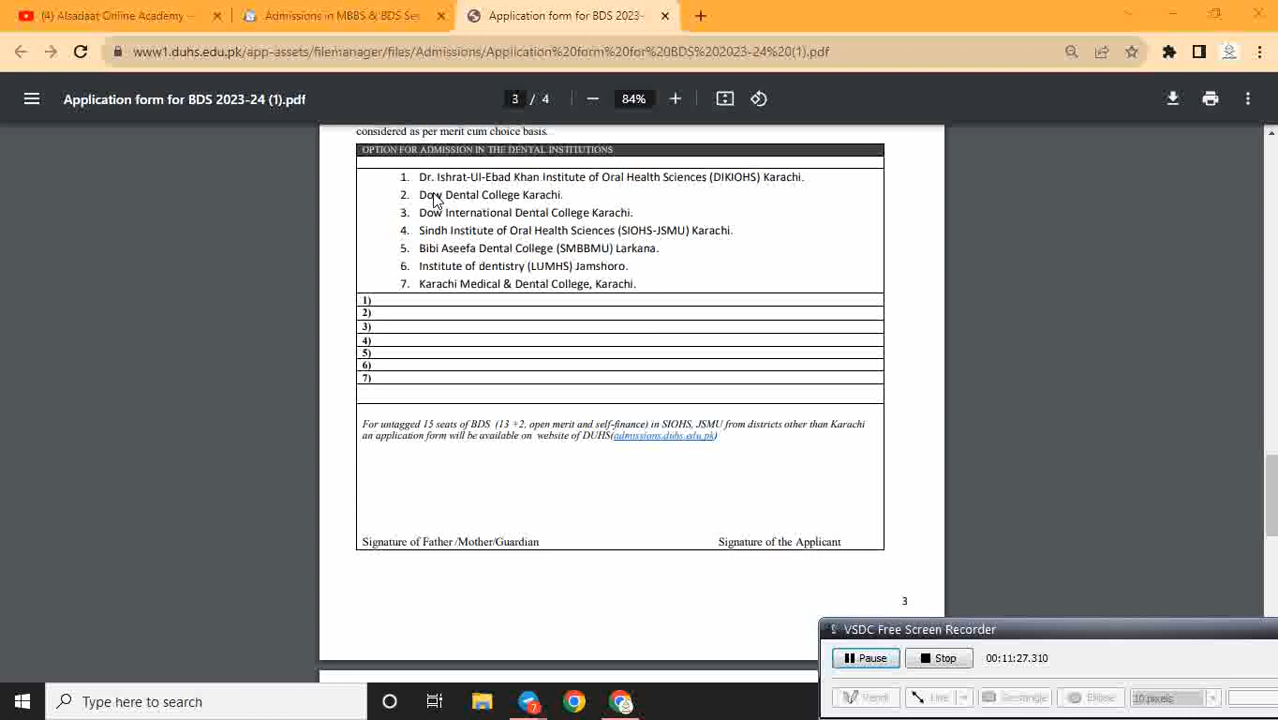 (4) Alsadaat Online Academy –
Admissions in MBBS & BDS Se
Application form for BDS 2023-
www1.duhs.edu.pk/app-assets/filemanager/files/Admissions/Application%20form%20for%20BDS%202023-24%20(1).pdf
Application form for BDS 2023-24 (1).pdf
3 / 4
84%
considered as per merit cum choice basis.
OPTION FOR ADMISSION IN THE DENTAL INSTITUTIONS
1. Dr. Ishrat-Ul-Ebad Khan Institute of Oral Health Sciences (DIKIOHS) Karachi.
2. Dow Dental College Karachi.
3. Dow International Dental College Karachi.
4. Sindh Institute of Oral Health Sciences (SIOHS-JSMU) Karachi.
5. Bibi Aseefa Dental College (SMBBMU) Larkana.
6. Institute of dentistry (LUMHS) Jamshoro.
7. Karachi Medical & Dental College, Karachi.
1)
2)
3)
4)
5)
6)
7)
For untagged 15 seats of BDS (13 +2, open merit and self-finance) in SIOHS, JSMU from districts other than Karachi
an application form will be available on website of DUHS(admissions.duhs.edu.pk)
Signature of Father /Mother/Guardian
Signature of the Applicant
3
VSDC Free Screen Recorder
Pause
Stop
00:11:27.310
Line
Rectangle
Ellipse
10 pixels
Type here to search
7